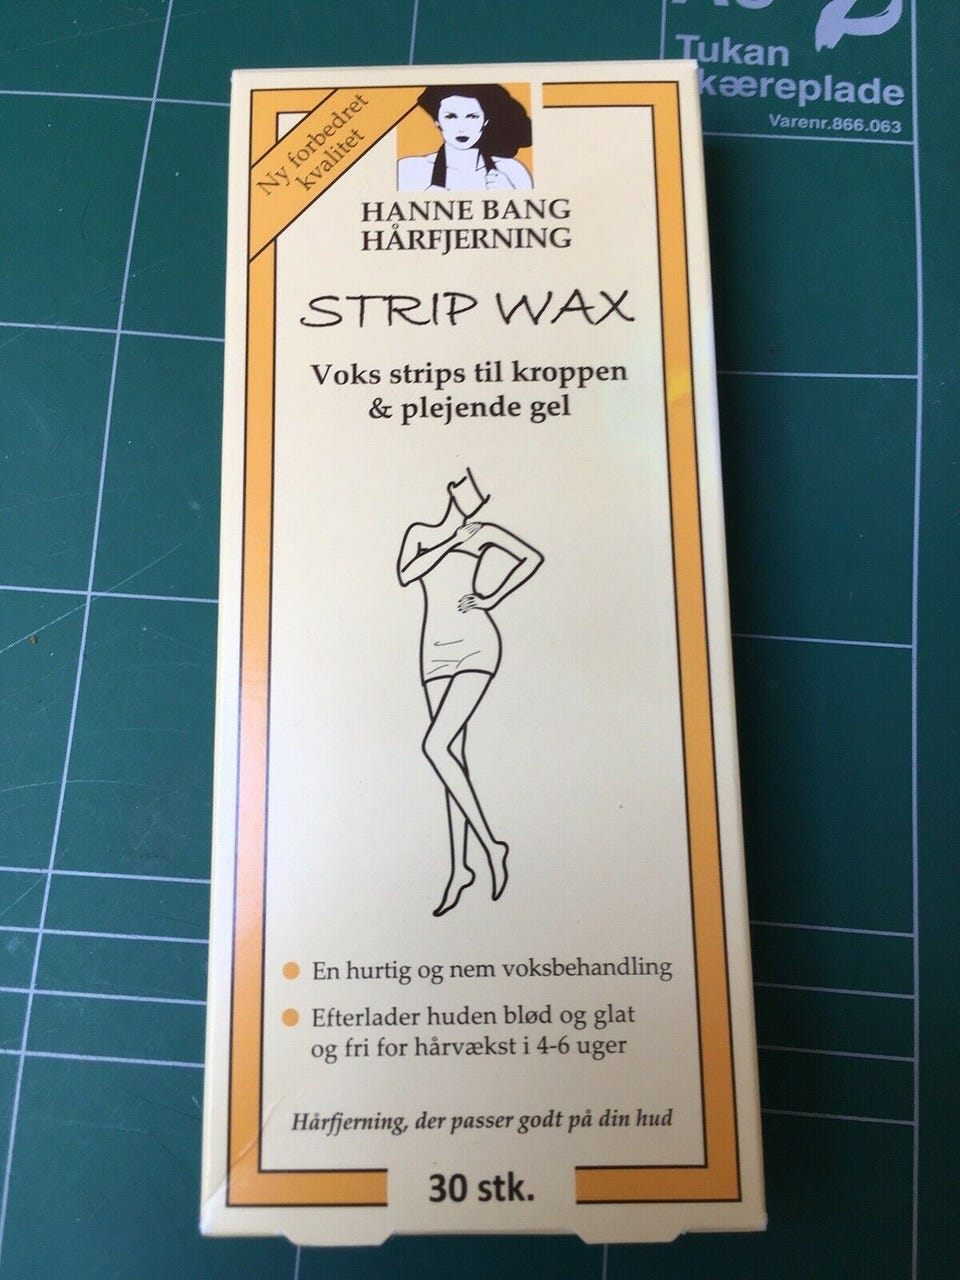 Tukan
kæreplade
Varenr.866.063
Ny forbedret
kvalitet
HANNE BANG
HÅRFJERNING
STRIP WAX
Voks strips til kroppen
& plejende gel
En hurtig og nem voksbehandling
Efterlader huden blød og glat
og fri for hårvækst i 4-6 uger
Hårfjerning, der passer godt på din hud
30 stk.